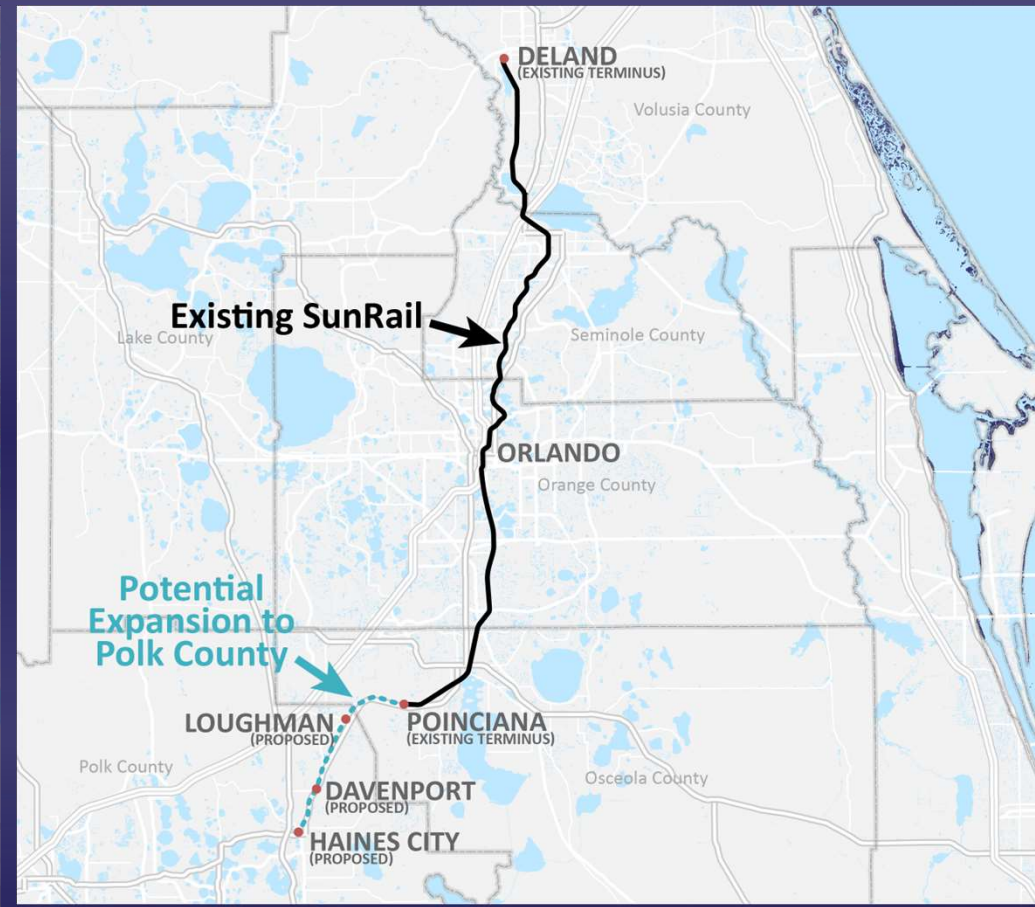 DELAND
(EXISTING TERMINUS)
Volusia County
Existing SunRail
Lake County
Seminole County
ORLANDO
Orange County
Potential
Expansion to
Polk County
LOUGHMAN
(PROPOSED)
POINCIANA
(EXISTING TERMINUS)
Polk County
Osceola County
DAVENPORT
(PROPOSED)
HAINES CITY
(PROPOSED)